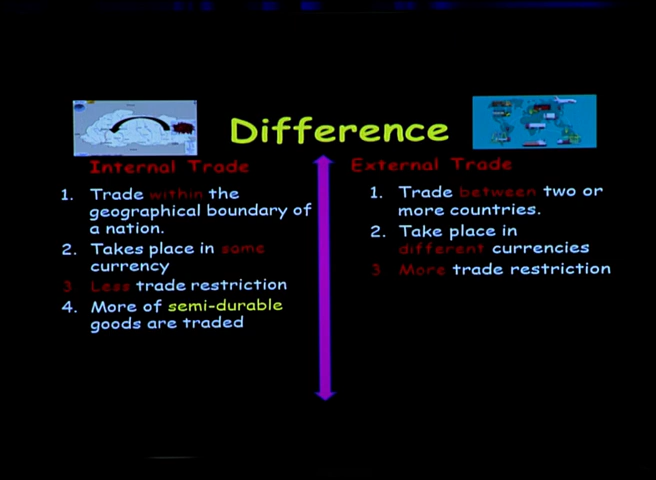 Difference
Internal Trade
1. Trade within the
geographical boundary of
a nation.
2. Takes place in same
currency
3 Less trade restriction
4. More of semi-durable
goods are traded
External Trade
1. Trade between two or
more countries.
2. Take place in
different currencies
3 More trade restriction